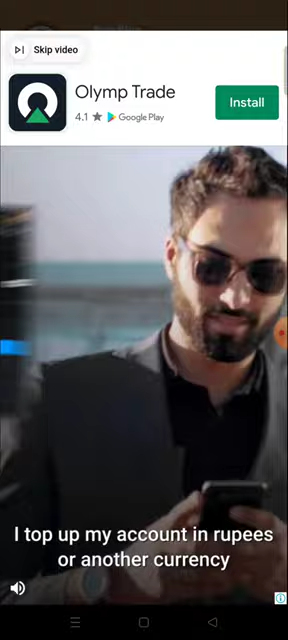 Skip video
Olymp Trade
Install
4.1 ★ Google Play
I top up my account in rupees
or another currency